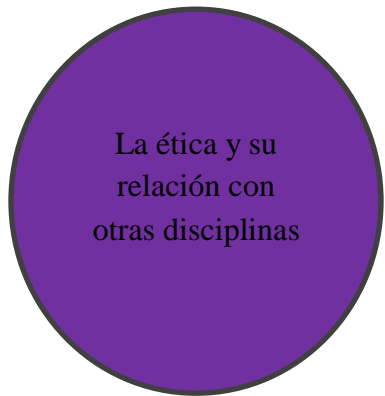 La ética y su
relación con
otras disciplinas